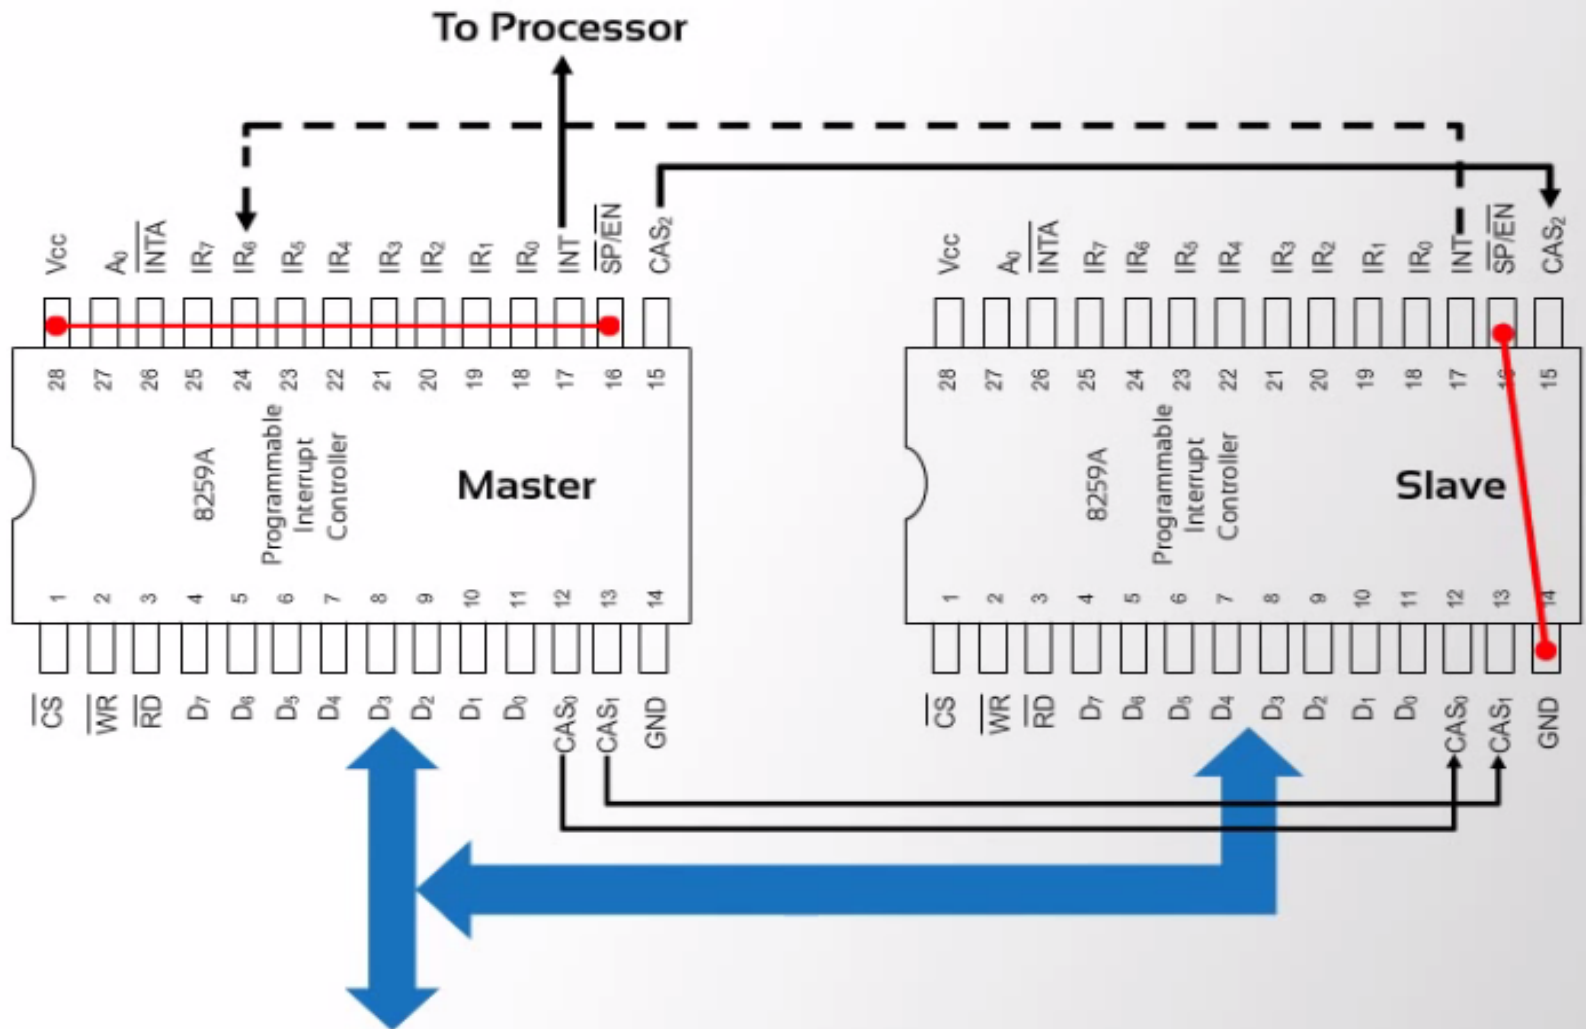 To Processor
Vcc A₀ INTA IR₇ IR₆ IR₅ IR₄ IR₃ IR₂ IR₁ IR₀ INT SP/EN CAS₂
28 27 26 25 24 23 22 21 20 19 18 17 16 15
8259A
Programmable
Interrupt
Controller
Master
1 2 3 4 5 6 7 8 9 10 11 12 13 14
CS WR RD D₇ D₆ D₅ D₄ D₃ D₂ D₁ D₀ CAS₀ CAS₁ GND
Vcc A₀ INTA IR₇ IR₆ IR₅ IR₄ IR₃ IR₂ IR₁ IR₀ INT SP/EN CAS₂
28 27 26 25 24 23 22 21 20 19 18 17 16 15
8259A
Programmable
Interrupt
Controller
Slave
1 2 3 4 5 6 7 8 9 10 11 12 13 14
CS WR RD D₇ D₆ D₅ D₄ D₃ D₂ D₁ D₀ CAS₀ CAS₁ GND